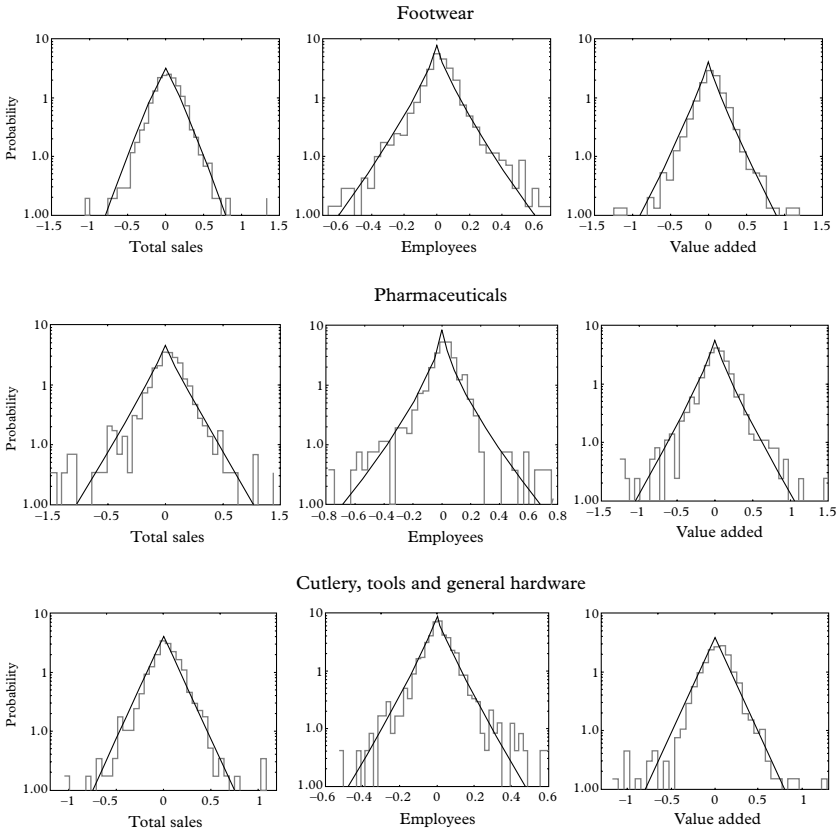 Footwear
10
1
1.0
1.00
Probability
−1.5 −1 −0.5 0 0.5 1 1.5
Total sales
10
1
1.0
1.00
−0.6 −0.4 −0.2 0 0.2 0.4 0.6
Employees
10
1
1.0
1.00
−1.5 −1 −0.5 0 0.5 1 1.5
Value added
Pharmaceuticals
10
1
1.0
1.00
Probability
−1.5 −1 −0.5 0 0.5 1 1.5
Total sales
10
1
1.0
1.00
−0.8 −0.6 −0.4 −0.2 0 0.2 0.4 0.6 0.8
Employees
10
1
1.0
1.00
−1.5 −1 −0.5 0 0.5 1 1.5
Value added
Cutlery, tools and general hardware
10
1
1.0
1.00
Probability
−1 −0.5 0 0.5 1
Total sales
10
1
1.0
1.00
−0.6 −0.4 −0.2 0 0.2 0.4 0.6
Employees
10
1
1.0
1.00
−1 −0.5 0 0.5 1
Value added